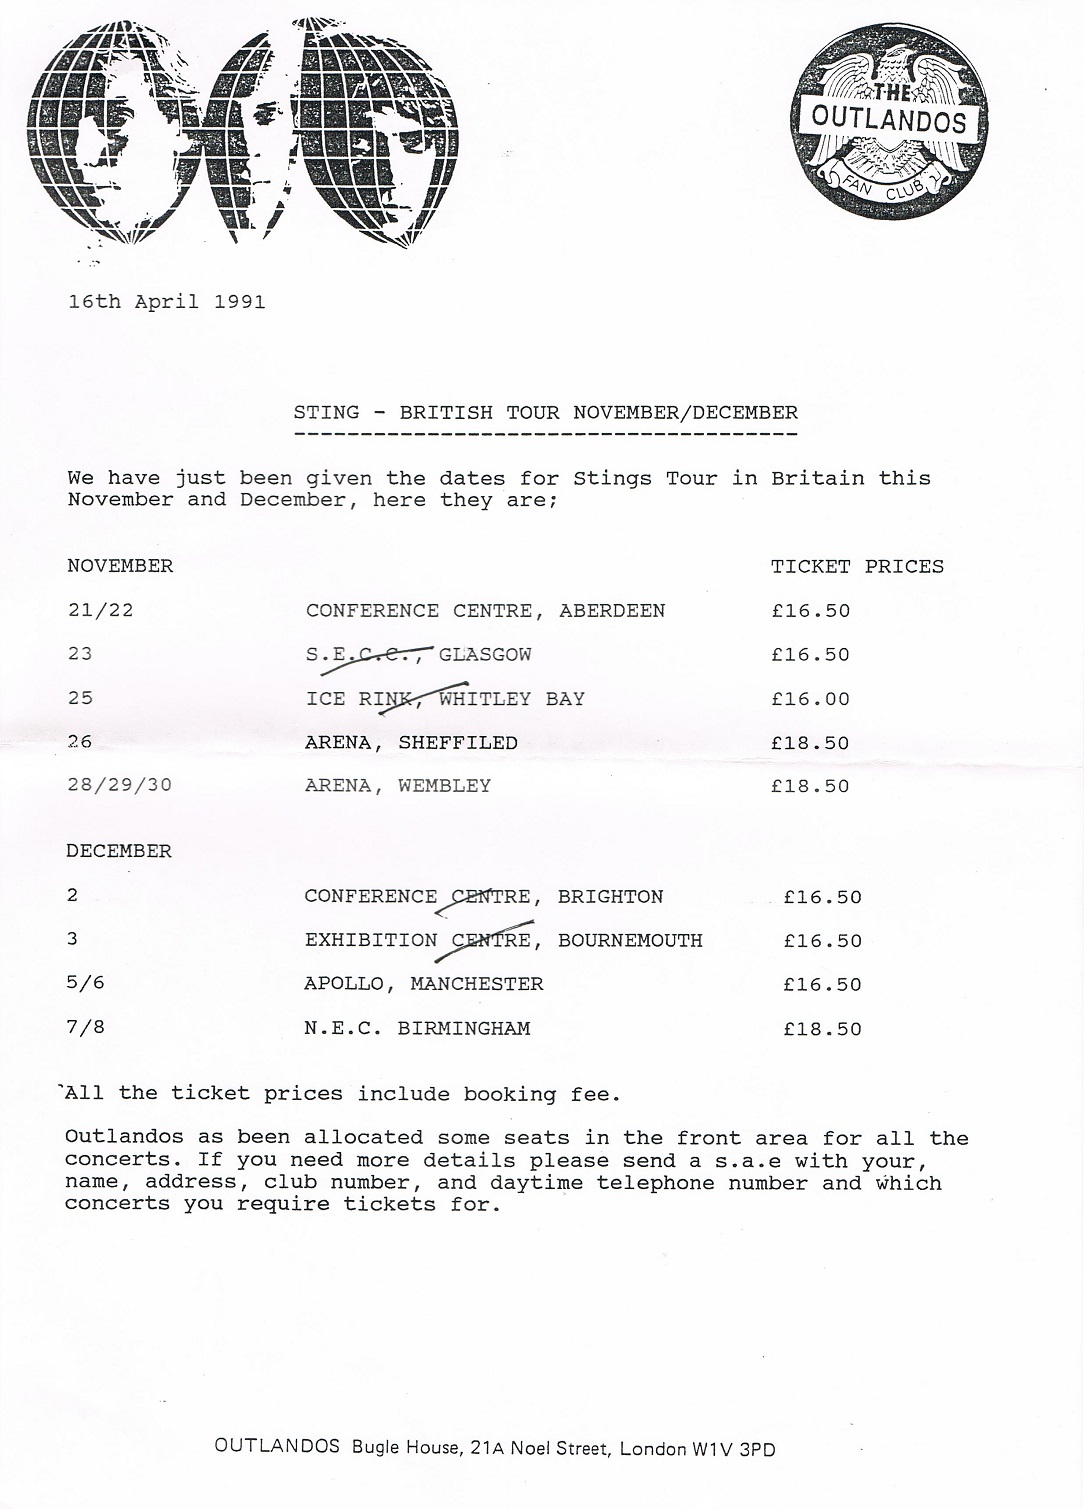 THE
OUTLANDOS
FAN CLUB
16th April 1991
STING - BRITISH TOUR NOVEMBER/DECEMBER
We have just been given the dates for Stings Tour in Britain this
November and December, here they are;
NOVEMBER TICKET PRICES
21/22 CONFERENCE CENTRE, ABERDEEN £16.50
23 S.E.C.C., GLASGOW £16.50
25 ICE RINK, WHITLEY BAY £16.00
26 ARENA, SHEFFILED £18.50
28/29/30 ARENA, WEMBLEY £18.50
DECEMBER
2 CONFERENCE CENTRE, BRIGHTON £16.50
3 EXHIBITION CENTRE, BOURNEMOUTH £16.50
5/6 APOLLO, MANCHESTER £16.50
7/8 N.E.C. BIRMINGHAM £18.50
All the ticket prices include booking fee.
Outlandos as been allocated some seats in the front area for all the
concerts. If you need more details please send a s.a.e with your,
name, address, club number, and daytime telephone number and which
concerts you require tickets for.
OUTLANDOS Bugle House, 21A Noel Street, London W1V 3PD